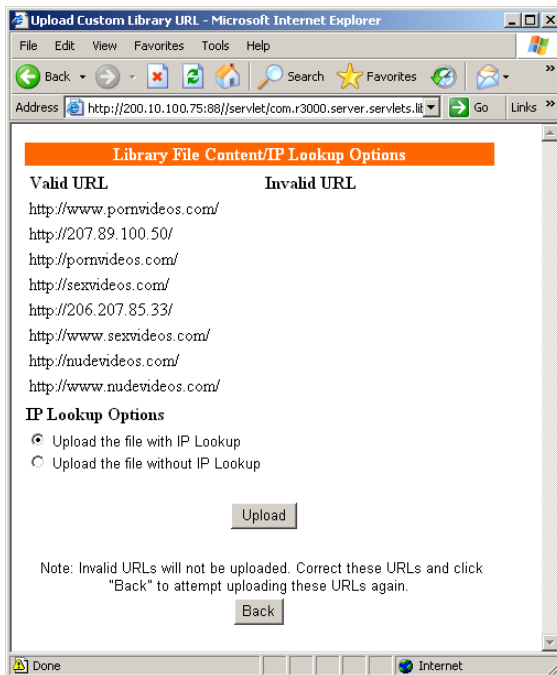 Upload Custom Library URL - Microsoft Internet Explorer
File Edit View Favorites Tools Help
Back Search Favorites »
Address http://200.10.100.75:88//servlet/com.r3000.server.servlets.lit Go Links »
Library File Content/IP Lookup Options
Valid URL Invalid URL
http://www.pornvideos.com/
http://207.89.100.50/
http://pornvideos.com/
http://sexvideos.com/
http://206.207.85.33/
http://www.sexvideos.com/
http://nudevideos.com/
http://www.nudevideos.com/
IP Lookup Options
Upload the file with IP Lookup
Upload the file without IP Lookup
Upload
Note: Invalid URLs will not be uploaded. Correct these URLs and click
"Back" to attempt uploading these URLs again.
Back
Done Internet